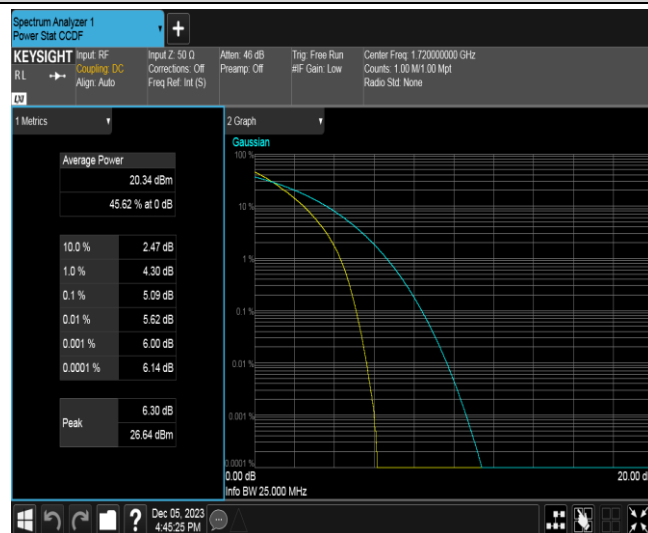 Spectrum Analyzer 1
Power Stat CCDF
+
KEYSIGHT
RL
LXI
Input: RF
Coupling: DC
Align: Auto
Input Z: 50 Ω
Corrections: Off
Freq Ref: Int (S)
Atten: 46 dB
Preamp: Off
Trig: Free Run
#IF Gain: Low
Center Freq: 1.720000000 GHz
Counts: 1.00 M/1.00 Mpt
Radio Std: None
1 Metrics
Average Power
20.34 dBm
45.62 % at 0 dB
10.0 % 2.47 dB
1.0 % 4.30 dB
0.1 % 5.09 dB
0.01 % 5.62 dB
0.001 % 6.00 dB
0.0001 % 6.14 dB
Peak
6.30 dB
26.64 dBm
2 Graph
Gaussian
100 %
10 %
1 %
0.1 %
0.01 %
0.001 %
0.0001 %
0.00 dB
20.00 d
Info BW 25.000 MHz
?
Dec 05, 2023
4:45:25 PM